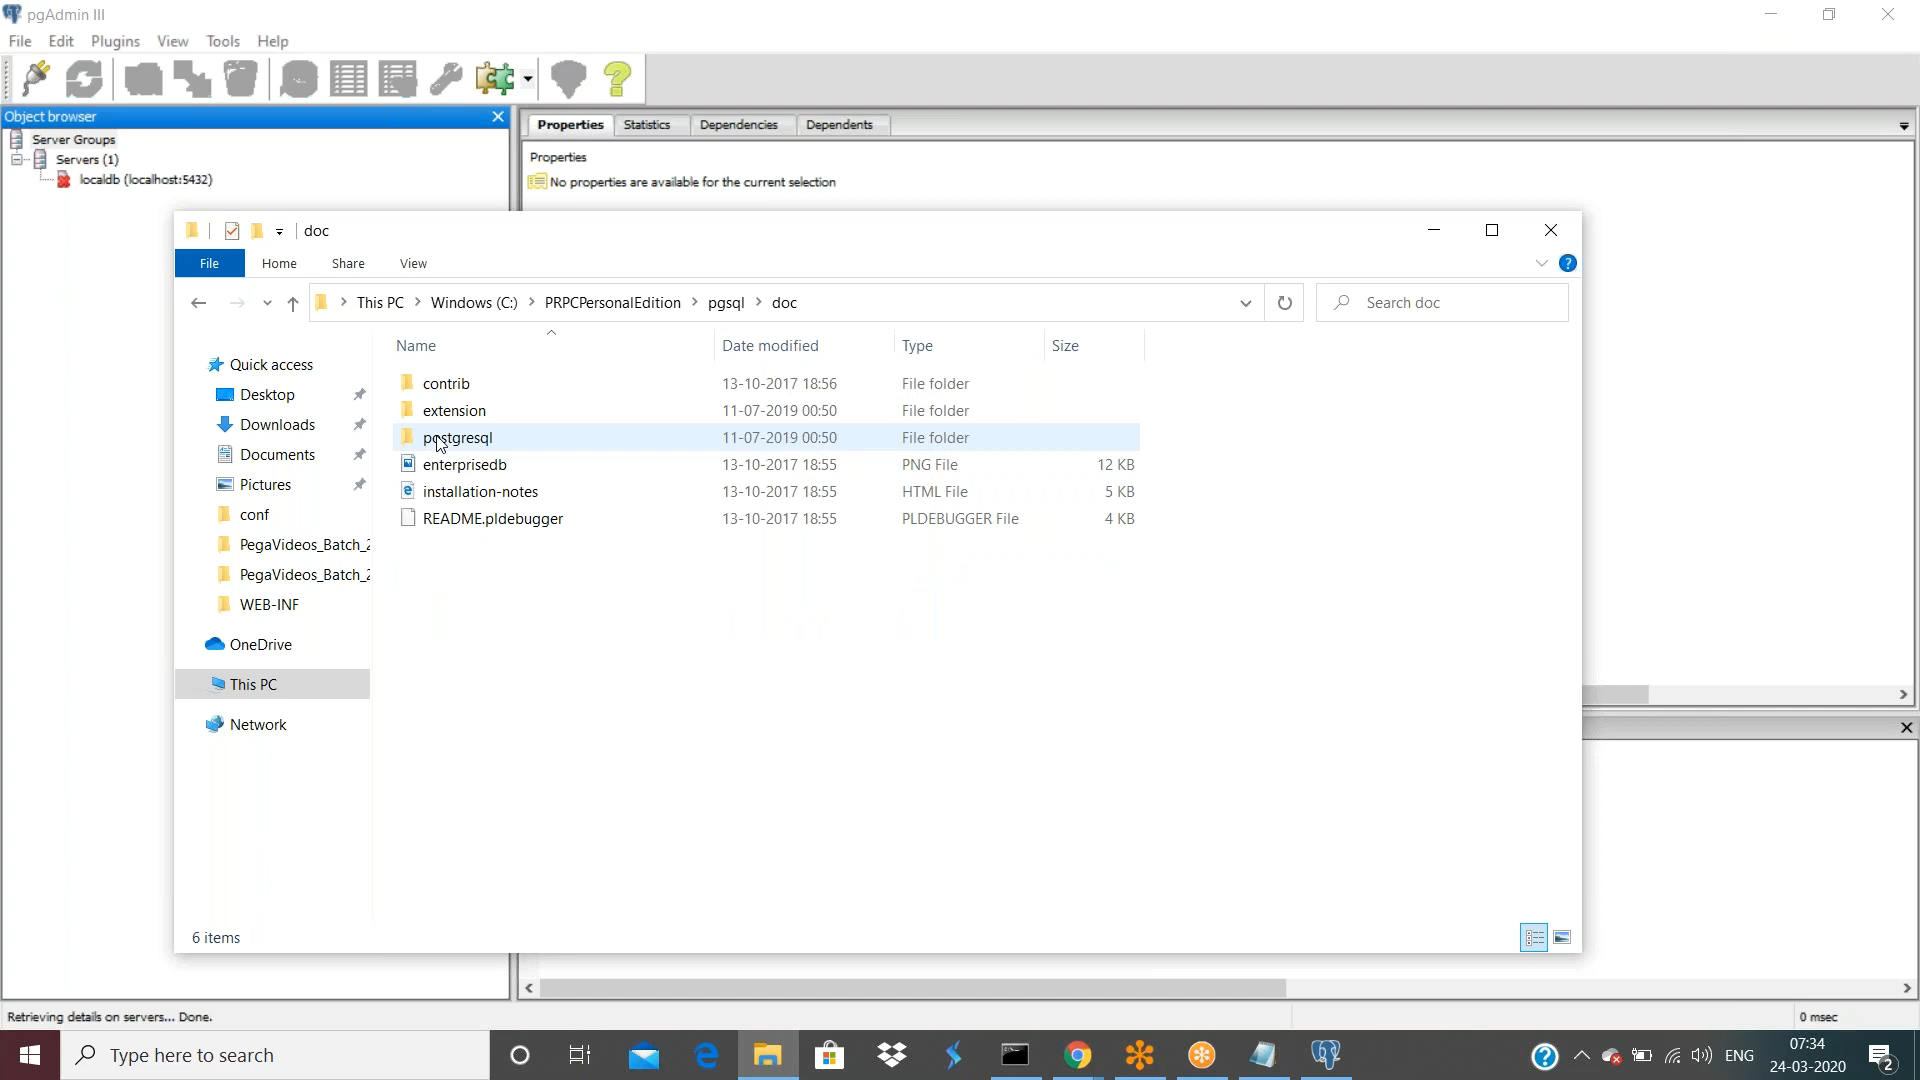 pgAdmin III
File Edit Plugins View Tools Help
Object browser
Server Groups
Servers (1)
localdb (localhost:5432)
Properties Statistics Dependencies Dependents
Properties
No properties are available for the current selection
doc
File Home Share View
This PC Windows (C:) PRPCPersonalEdition pgsql doc
Search doc
Name Date modified Type Size
contrib 13-10-2017 18:56 File folder
extension 11-07-2019 00:50 File folder
postgresql 11-07-2019 00:50 File folder
enterprisedb 13-10-2017 18:55 PNG File 12 KB
installation-notes 13-10-2017 18:55 HTML File 5 KB
README.pldebugger 13-10-2017 18:55 PLDEBUGGER File 4 KB
Quick access
Desktop
Downloads
Documents
Pictures
conf
PegaVideos_Batch_2
PegaVideos_Batch_2
WEB-INF
OneDrive
This PC
Network
6 items
Retrieving details on servers... Done.
0 msec
Type here to search
ENG
07:34
24-03-2020
2